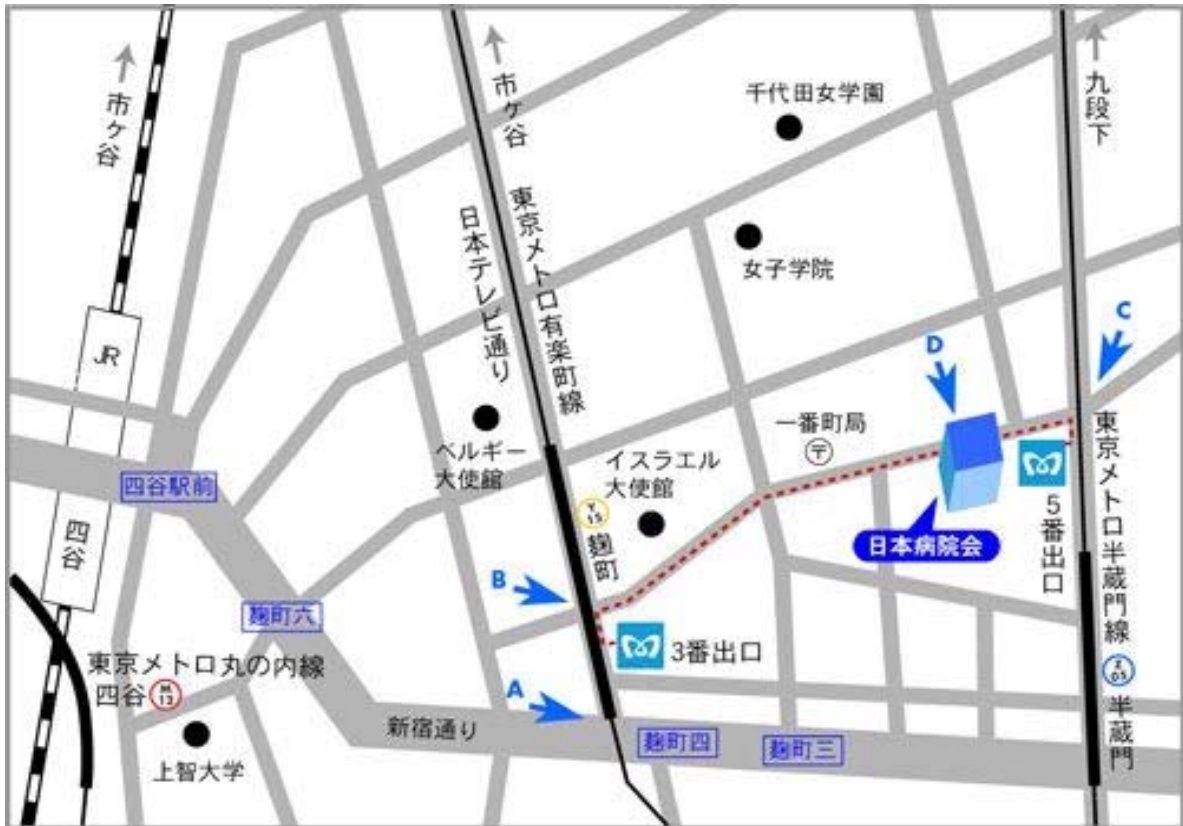 市ケ谷
市ケ谷
千代田女学園
九段下
女子学院
日本テレビ通り
東京メトロ有楽町線
JR
四谷
四谷駅前
ベルギー
大使館
イスラエル
大使館
一番町局
〒
D
C
5番出口
日本病院会
東京メトロ半蔵門線
Z
05
半蔵門
Y
15
麹町
B
3番出口
A
麹町六
東京メトロ丸の内線
四谷
M
13
上智大学
新宿通り
麹町四
麹町三